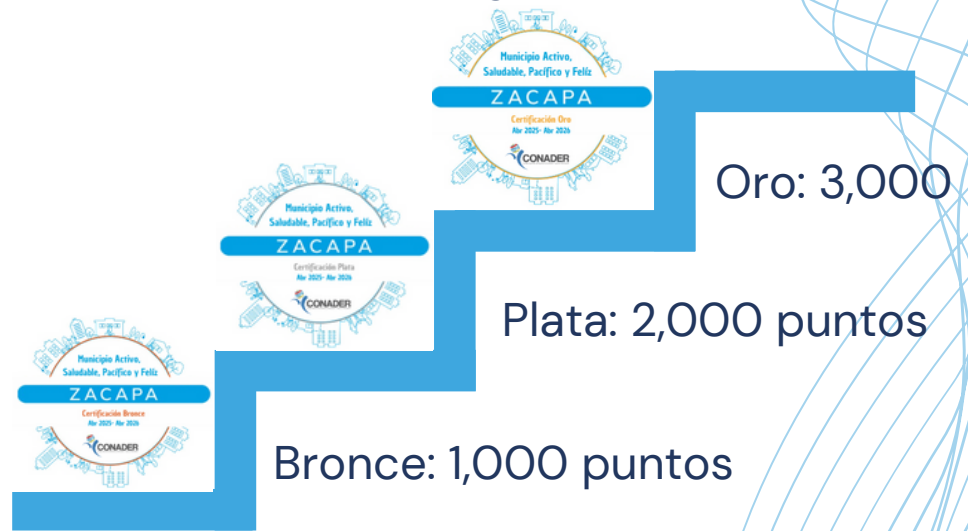 Municipio Activo,
Saludable, Pacífico y Feliz
ZACAPA
Certificación Oro
Abr 2025- Abr 2026
CONADER
Oro: 3,000
Municipio Activo,
Saludable, Pacífico y Feliz
ZACAPA
Certificación Plata
Abr 2025- Abr 2026
CONADER
Plata: 2,000 puntos
Municipio Activo,
Saludable, Pacífico y Feliz
ZACAPA
Certificación Bronce
Abr 2025- Abr 2026
CONADER
Bronce: 1,000 puntos